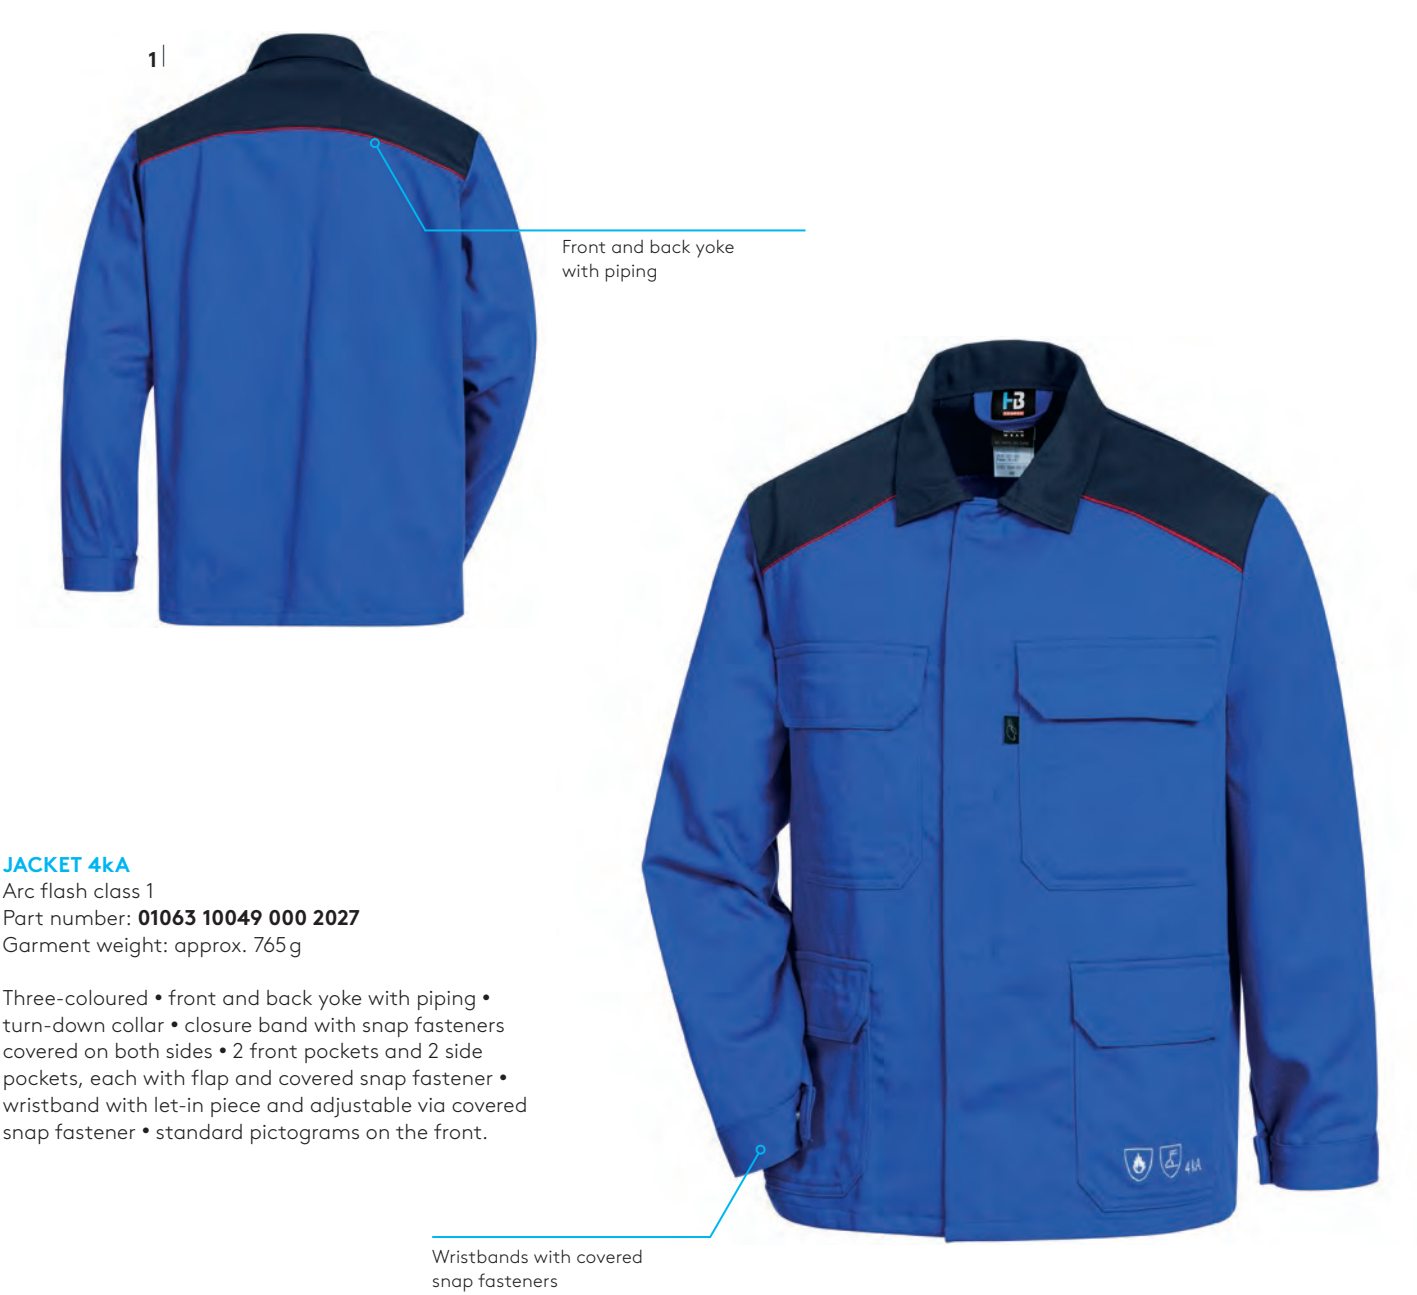 1
Front and back yoke
with piping
HB
WEAR
JACKET 4kA
Arc flash class 1
Part number: 01063 10049 000 2027
Garment weight: approx. 765 g
Three-coloured • front and back yoke with piping •
turn-down collar • closure band with snap fasteners
covered on both sides • 2 front pockets and 2 side
pockets, each with flap and covered snap fastener •
wristband with let-in piece and adjustable via covered
snap fastener • standard pictograms on the front.
4kA
Wristbands with covered
snap fasteners